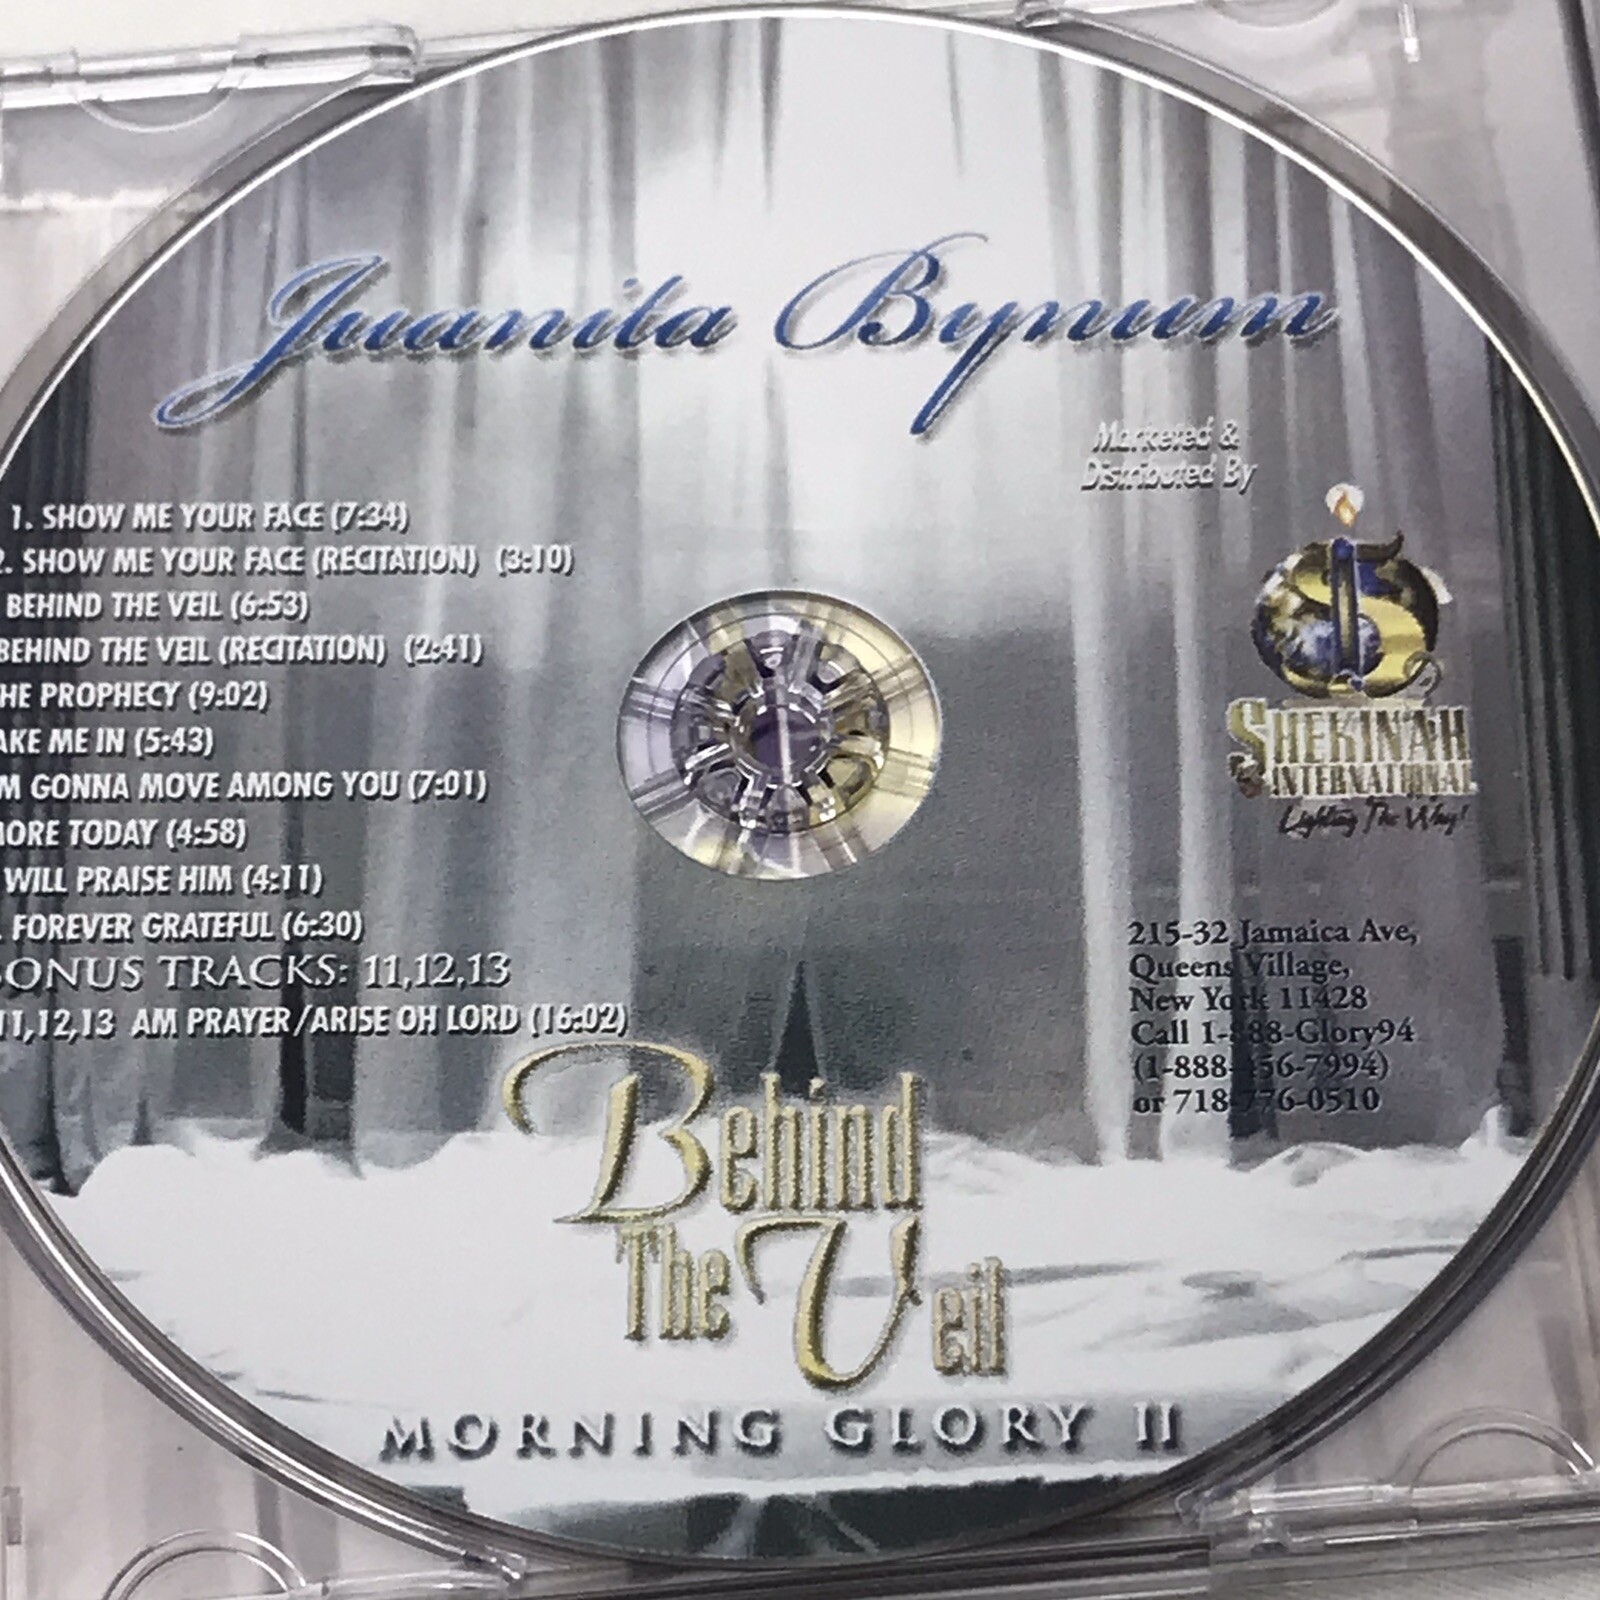 Juanita Bynum
Marketed &
Distributed By
1. SHOW ME YOUR FACE (7:34)
2. SHOW ME YOUR FACE (RECITATION) (3:10)
BEHIND THE VEIL (6:53)
BEHIND THE VEIL (RECITATION) (2:41)
HE PROPHECY (9:02)
AKE ME IN (5:43)
M GONNA MOVE AMONG YOU (7:01)
MORE TODAY (4:58)
WILL PRAISE HIM (4:11)
. FOREVER GRATEFUL (6:30)
BONUS TRACKS: 11,12,13
11,12,13 AM PRAYER/ARISE OH LORD (16:02)
SHEKINAH
INTERNATIONAL
Lighting The Way!
215-32 Jamaica Ave,
Queens Village,
New York 11428
Call 1-888-Glory94
(1-888-456-7994)
or 718-776-0510
Behind
The Veil
MORNING GLORY II